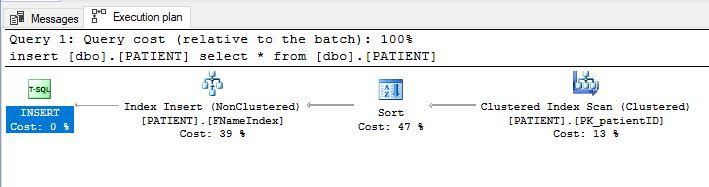 Messages
Execution plan
Query 1: Query cost (relative to the batch): 100%
insert [dbo].[PATIENT] select * from [dbo].[PATIENT]
T-SQL
INSERT
Cost: 0 %
Index Insert (NonClustered)
[PATIENT].[FNameIndex]
Cost: 39 %
A
Z
Sort
Cost: 47 %
Clustered Index Scan (Clustered)
[PATIENT].[PK_patientID]
Cost: 13 %